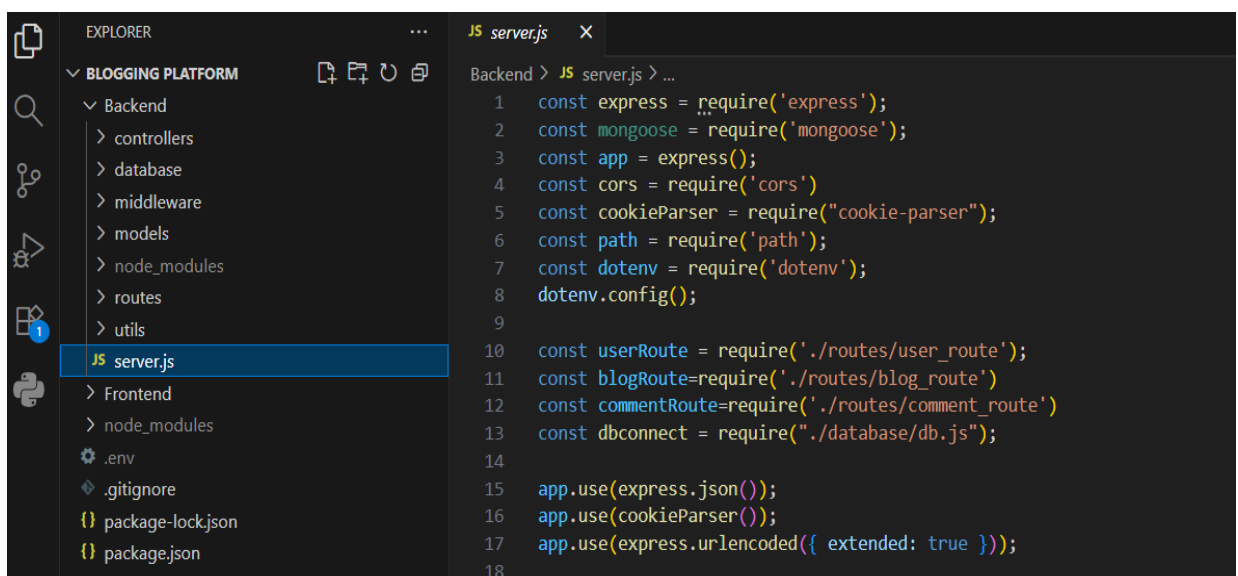 EXPLORER
BLOGGING PLATFORM
Backend
controllers
database
middleware
models
node_modules
routes
utils
JS server.js
Frontend
node_modules
.env
.gitignore
{} package-lock.json
{} package.json
1
JS server.js
Backend > JS server.js > ...
1 const express = require('express');
2 const mongoose = require('mongoose');
3 const app = express();
4 const cors = require('cors')
5 const cookieParser = require("cookie-parser");
6 const path = require('path');
7 const dotenv = require('dotenv');
8 dotenv.config();
9
10 const userRoute = require('./routes/user_route');
11 const blogRoute=require('./routes/blog_route')
12 const commentRoute=require('./routes/comment_route')
13 const dbconnect = require("./database/db.js");
14
15 app.use(express.json());
16 app.use(cookieParser());
17 app.use(express.urlencoded({ extended: true }));
18